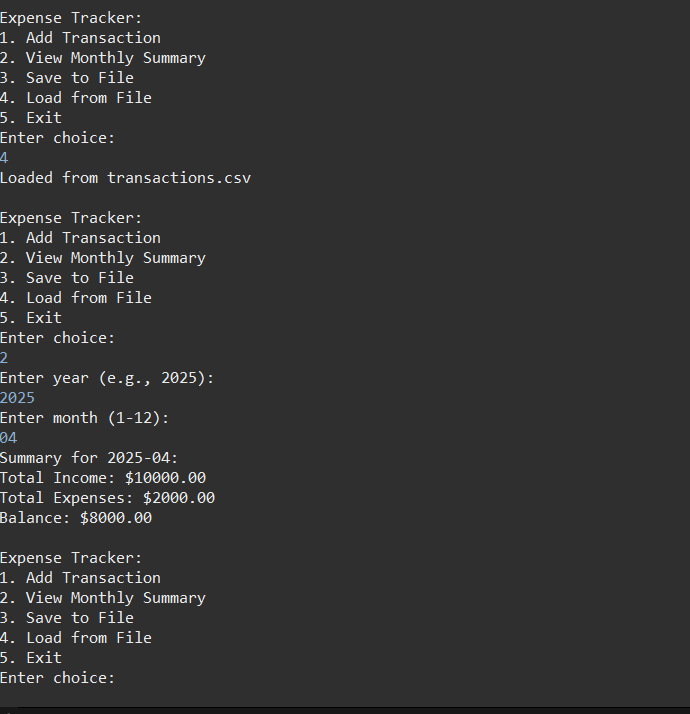 Expense Tracker:
1. Add Transaction
2. View Monthly Summary
3. Save to File
4. Load from File
5. Exit
Enter choice:
4
Loaded from transactions.csv
Expense Tracker:
1. Add Transaction
2. View Monthly Summary
3. Save to File
4. Load from File
5. Exit
Enter choice:
2
Enter year (e.g., 2025):
2025
Enter month (1-12):
04
Summary for 2025-04:
Total Income: $10000.00
Total Expenses: $2000.00
Balance: $8000.00
Expense Tracker:
1. Add Transaction
2. View Monthly Summary
3. Save to File
4. Load from File
5. Exit
Enter choice: